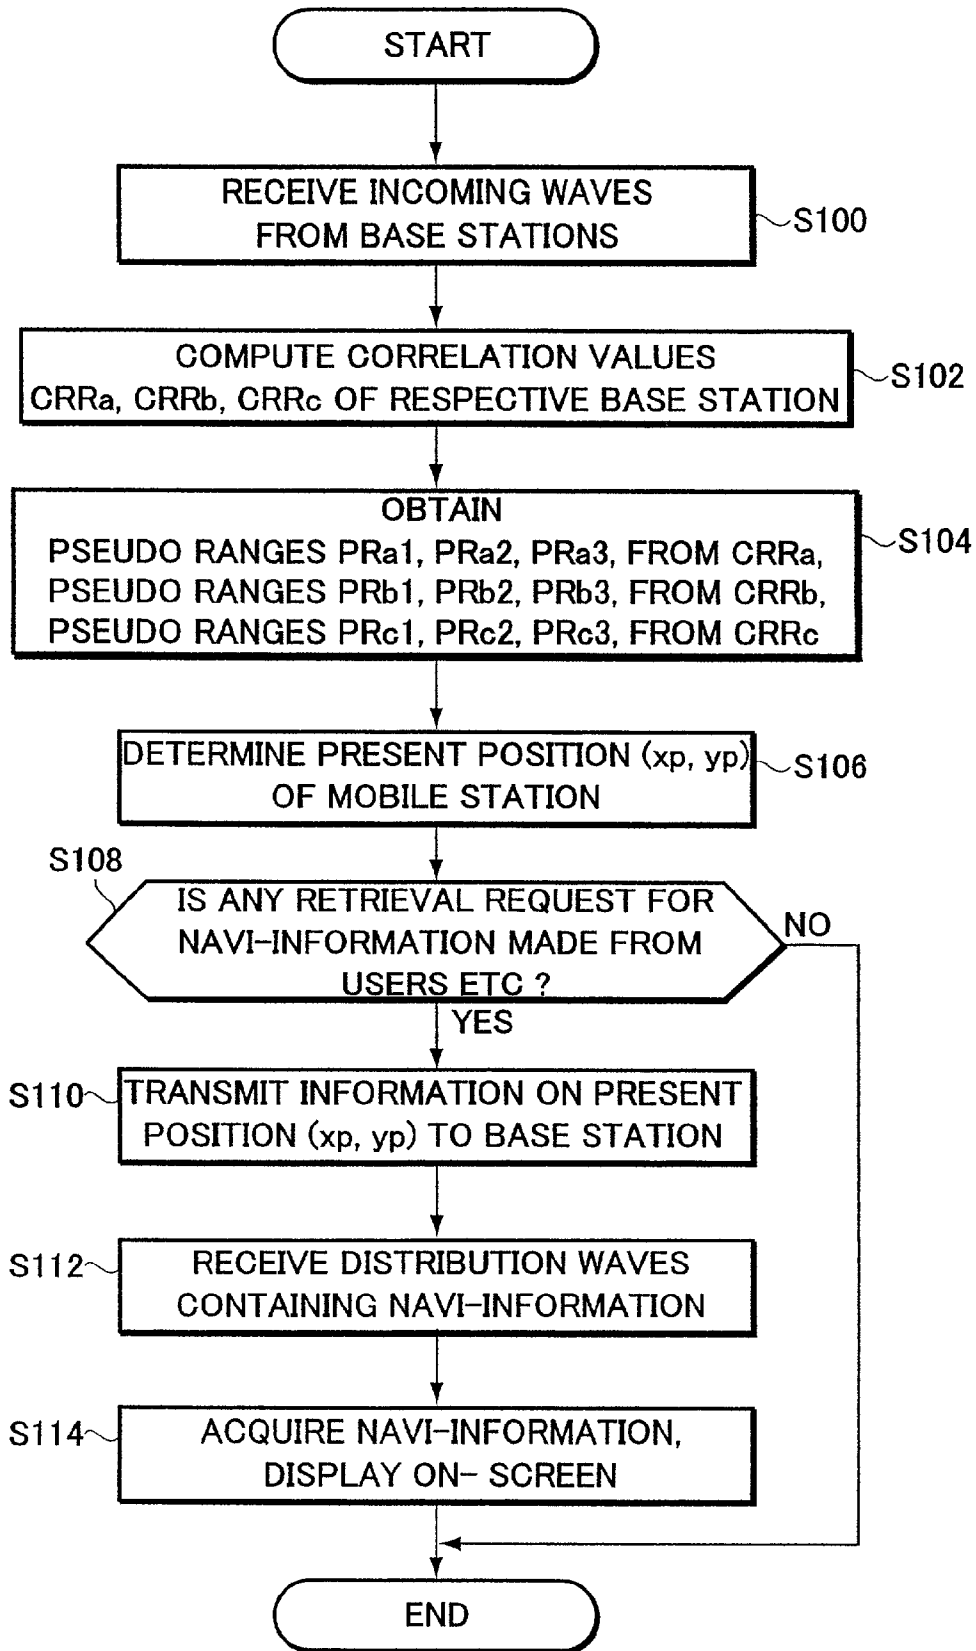 START
RECEIVE INCOMING WAVES
FROM BASE STATIONS
S100
COMPUTE CORRELATION VALUES
CRRa, CRRb, CRRc OF RESPECTIVE BASE STATION
S102
OBTAIN
PSEUDO RANGES PRa1, PRa2, PRa3, FROM CRRa,
PSEUDO RANGES PRb1, PRb2, PRb3, FROM CRRb,
PSEUDO RANGES PRc1, PRc2, PRc3, FROM CRRc
S104
DETERMINE PRESENT POSITION (xp, yp)
OF MOBILE STATION
S106
S108
IS ANY RETRIEVAL REQUEST FOR
NAVI-INFORMATION MADE FROM
USERS ETC ?
NO
YES
S110
TRANSMIT INFORMATION ON PRESENT
POSITION (xp, yp) TO BASE STATION
S112
RECEIVE DISTRIBUTION WAVES
CONTAINING NAVI-INFORMATION
S114
ACQUIRE NAVI-INFORMATION,
DISPLAY ON- SCREEN
END